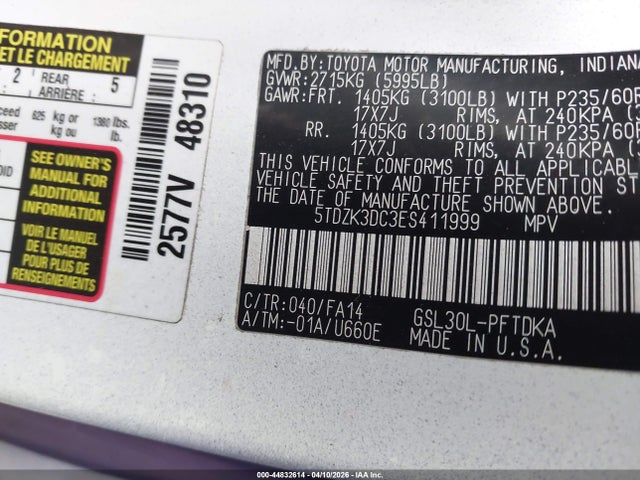 FORMATION
ET LE CHARGEMENT
: 2 REAR 5
ARRIÈRE :
625 kg or 1380 lbs.
kg ou lb.
SEE OWNER'S
MANUAL FOR
ADDITIONAL
INFORMATION
VOIR LE MANUEL
DE L'USAGER
POUR PLUS DE
RENSEIGNEMENTS
2577V 48310
MFD. BY: TOYOTA MOTOR MANUFACTURING, INDIANA
GVWR: 2715KG (5995LB)
GAWR: FRT. 1405KG (3100LB) WITH P235/60R
17X7J RIMS, AT 240KPA (3
RR. 1405KG (3100LB) WITH P235/60R
17X7J RIMS, AT 240KPA (3
THIS VEHICLE CONFORMS TO ALL APPLICABL
VEHICLE SAFETY AND THEFT PREVENTION ST
THE DATE OF MANUFACTURE SHOWN ABOVE.
5TDZK3DC3ES411999 MPV
C/TR: 040/FA14 GSL30L-PFTDKA
A/TM: -01A/U660E MADE IN U.S.A.
000-44832614 - 04/10/2026 - IAA Inc.